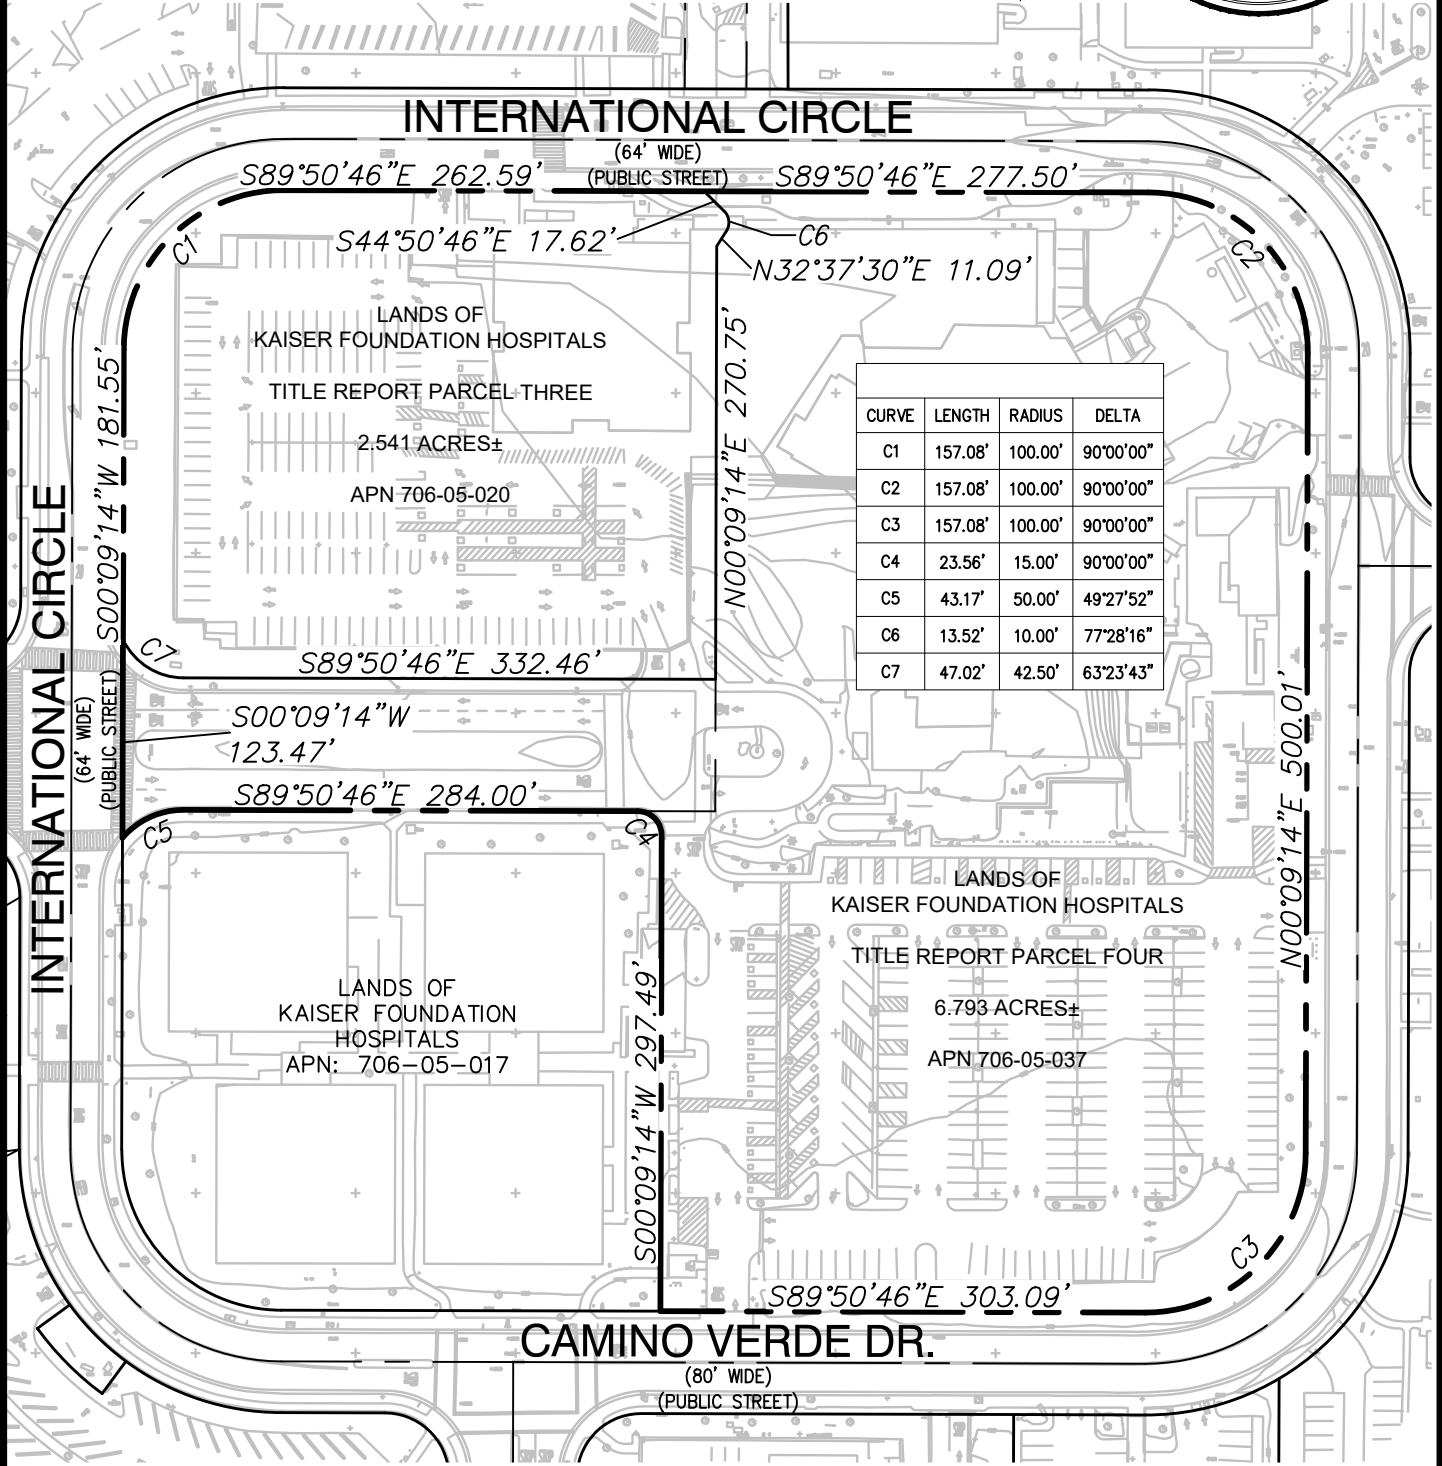 INTERNATIONAL CIRCLE
(64' WIDE)
(PUBLIC STREET)
S89°50'46"E 262.59'
S89°50'46"E 277.50'
C1
S44°50'46"E 17.62'
C6
C2
N32°37'30"E 11.09'
LANDS OF
KAISER FOUNDATION HOSPITALS
TITLE REPORT PARCEL THREE
2.541 ACRES±
APN 706-05-020
S00°09'14"W 181.55'
N00°09'14"E 270.75'
CURVE LENGTH RADIUS DELTA
C1 157.08' 100.00' 90°00'00"
C2 157.08' 100.00' 90°00'00"
C3 157.08' 100.00' 90°00'00"
C4 23.56' 15.00' 90°00'00"
C5 43.17' 50.00' 49°27'52"
C6 13.52' 10.00' 77°28'16"
C7 47.02' 42.50' 63°23'43"
INTERNATIONAL CIRCLE
(64' WIDE)
(PUBLIC STREET)
C7
S89°50'46"E 332.46'
S00°09'14"W
123.47'
S89°50'46"E 284.00'
C5
C4
N00°09'14"E 500.01'
LANDS OF
KAISER FOUNDATION HOSPITALS
TITLE REPORT PARCEL FOUR
6.793 ACRES±
APN 706-05-037
LANDS OF
KAISER FOUNDATION
HOSPITALS
APN: 706-05-017
S00°09'14"W 297.49'
C3
S89°50'46"E 303.09'
CAMINO VERDE DR.
(80' WIDE)
(PUBLIC STREET)